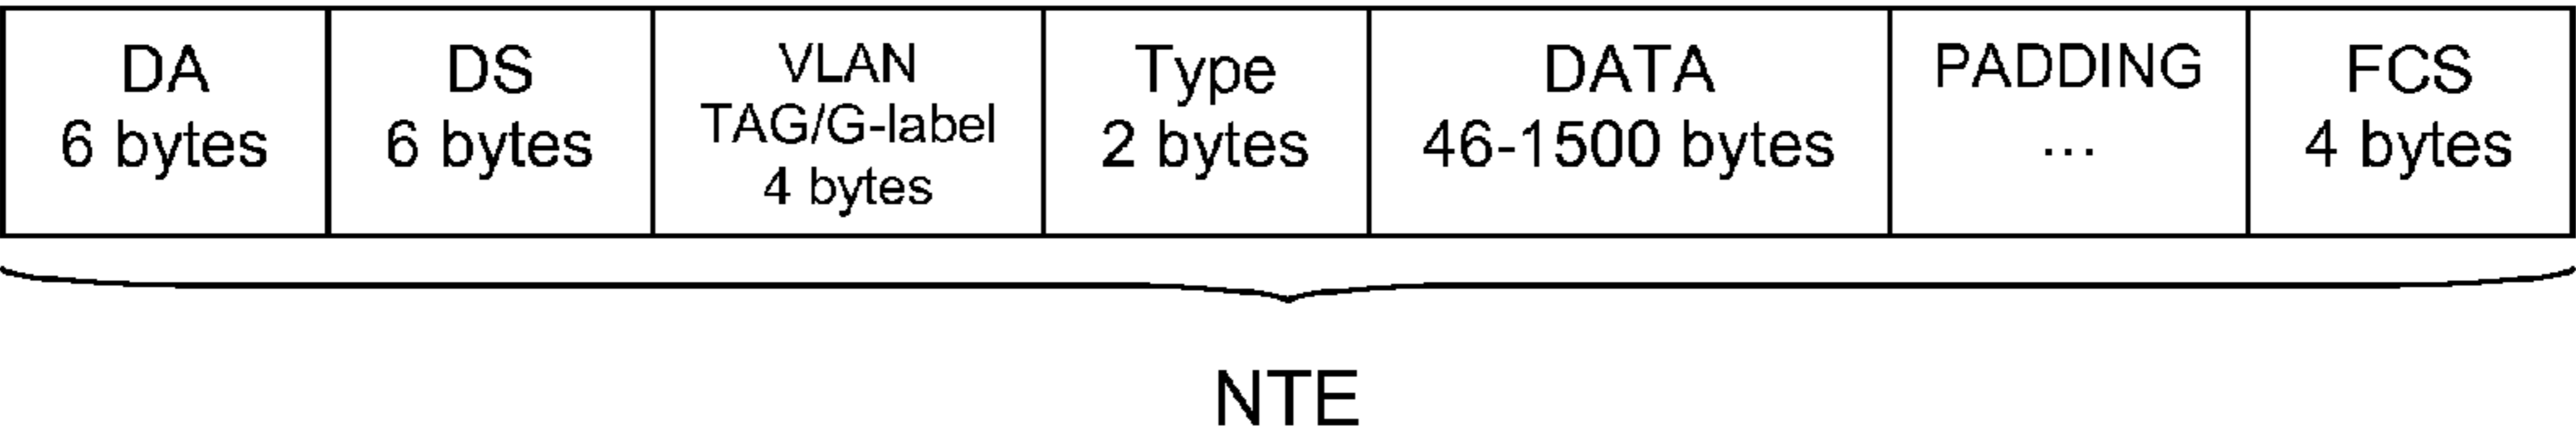 DA
6 bytes
DS
6 bytes
VLAN
TAG/G-label
4 bytes
Type
2 bytes
DATA
46-1500 bytes
PADDING
...
FCS
4 bytes
NTE